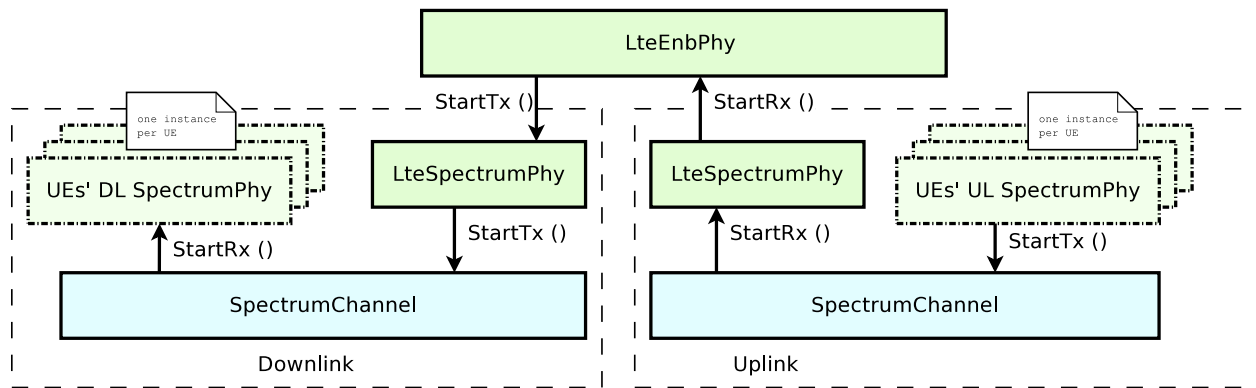 LteEnbPhy
StartTx ()
StartRx ()
one instance
per UE
one instance
per UE
UEs' DL SpectrumPhy
LteSpectrumPhy
LteSpectrumPhy
UEs' UL SpectrumPhy
StartRx ()
StartTx ()
StartRx ()
StartTx ()
SpectrumChannel
SpectrumChannel
Downlink
Uplink